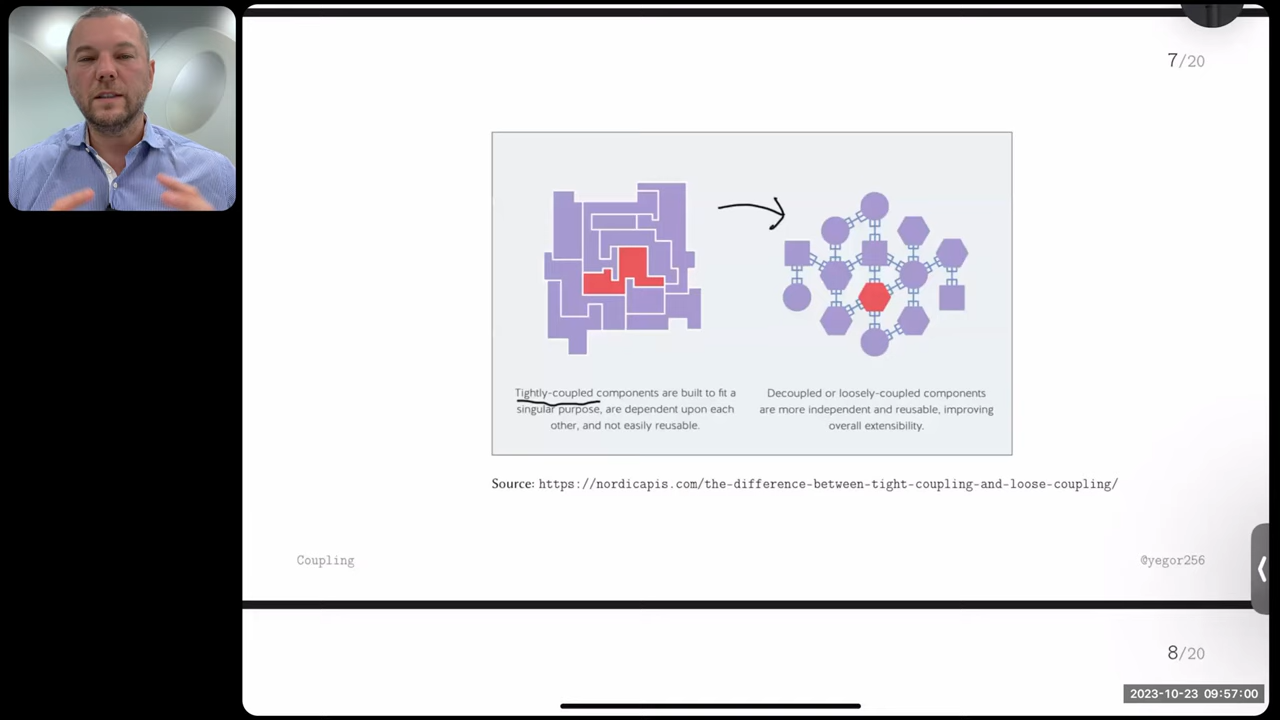 7/20
Tightly-coupled components are built to fit a
singular purpose, are dependent upon each
other, and not easily reusable.
Decoupled or loosely-coupled components
are more independent and reusable, improving
overall extensibility.
Source: https://nordicapis.com/the-difference-between-tight-coupling-and-loose-coupling/
Coupling
@yegor256
8/20
2023-10-23 09:57:00